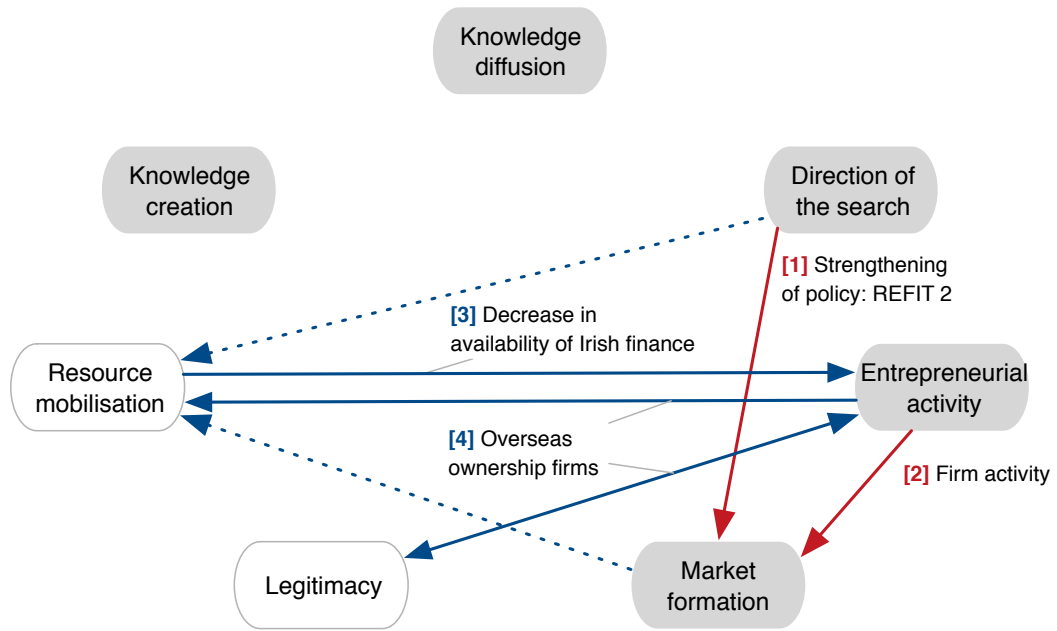 Knowledge
diffusion
Knowledge
creation
Direction of
the search
[1] Strengthening
of policy: REFIT 2
[3] Decrease in
availability of Irish finance
Resource
mobilisation
Entrepreneurial
activity
[4] Overseas
ownership firms
[2] Firm activity
Legitimacy
Market
formation